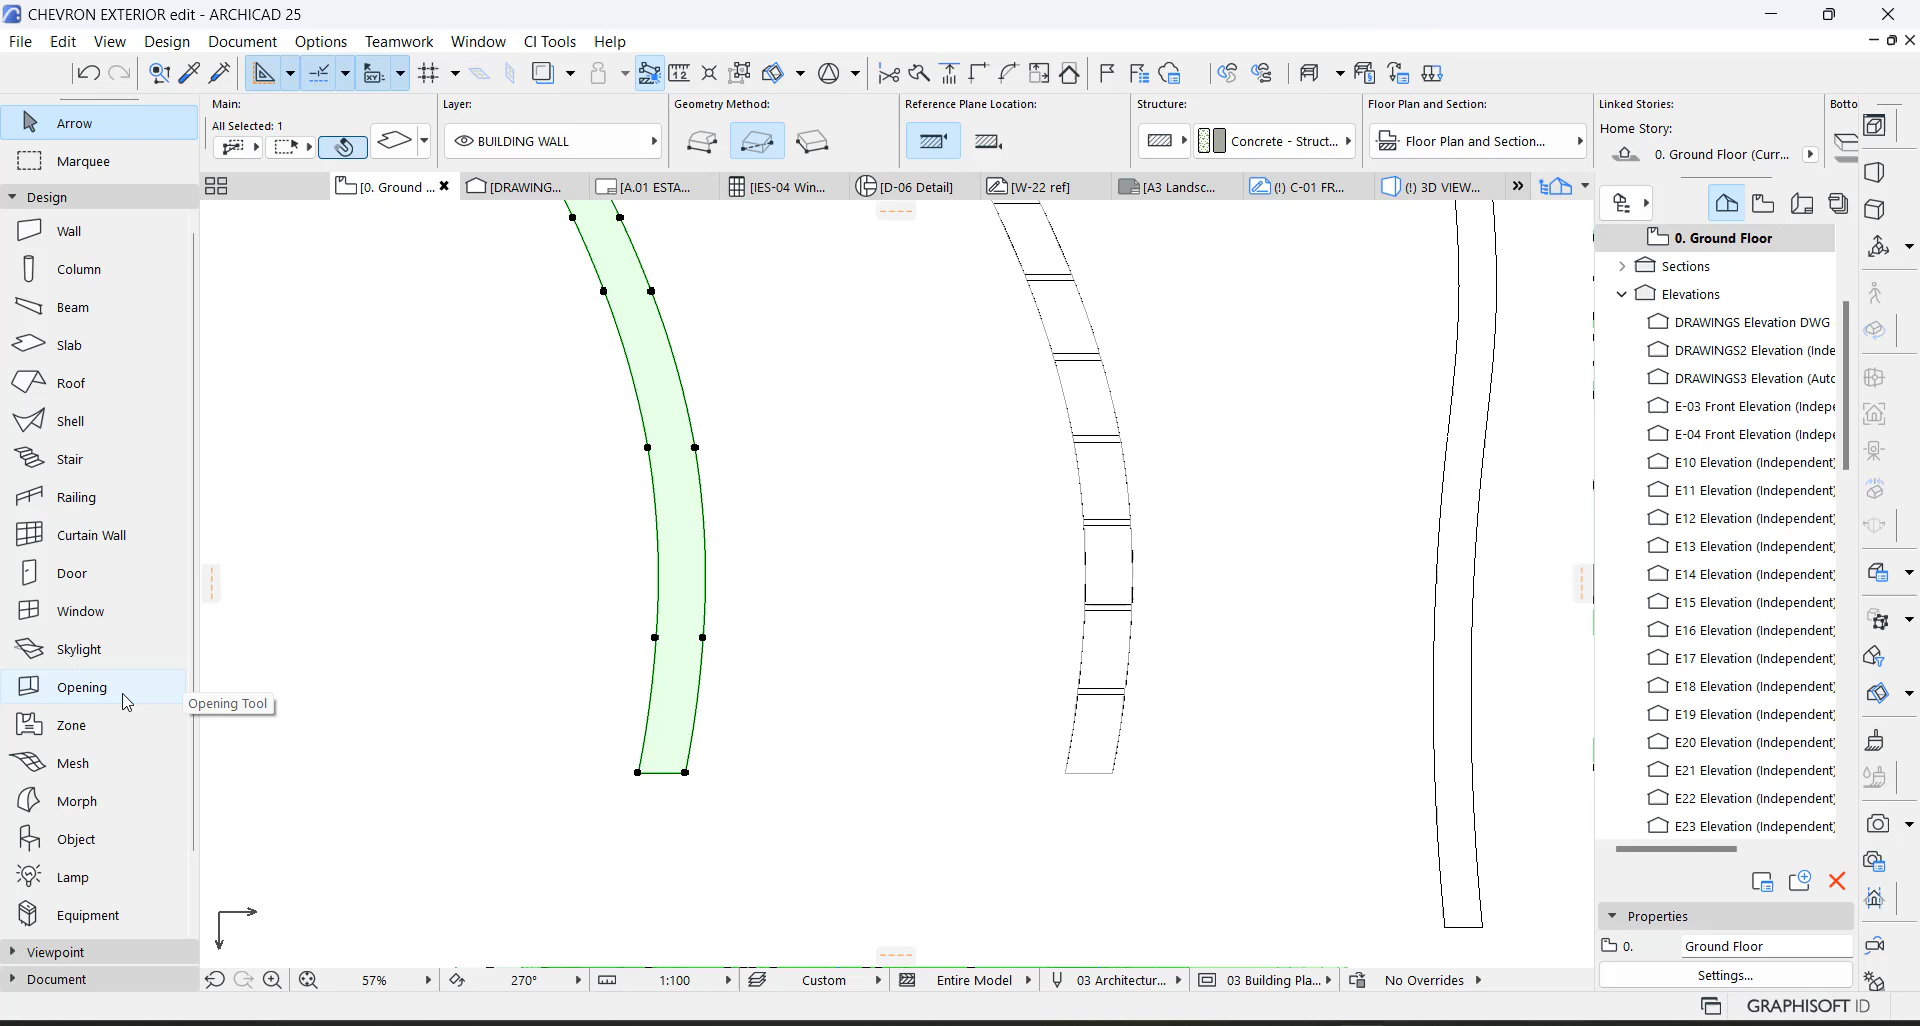 CHEVRON EXTERIOR edit - ARCHICAD 25
File Edit View Design Document Options Teamwork Window CI Tools Help
Main:
All Selected: 1
Layer:
BUILDING WALL
Geometry Method:
Reference Plane Location:
Structure:
Concrete - Struct...
Floor Plan and Section:
Floor Plan and Section...
Linked Stories:
Home Story:
0. Ground Floor (Curr...
Botto
[0. Ground ...
[DRAWING...
[A.01 ESTA...
[IES-04 Win...
[D-06 Detail]
[W-22 ref]
[A3 Landsc...
(!) C-01 FR...
(!) 3D VIEW...
Arrow
Marquee
Design
Wall
Column
Beam
Slab
Roof
Shell
Stair
Railing
Curtain Wall
Door
Window
Skylight
Opening
Opening Tool
Zone
Mesh
Morph
Object
Lamp
Equipment
Viewpoint
Document
0. Ground Floor
Sections
Elevations
DRAWINGS Elevation DWG
DRAWINGS2 Elevation (Inde
DRAWINGS3 Elevation (Auto
E-03 Front Elevation (Indepe
E-04 Front Elevation (Indepe
E10 Elevation (Independent)
E11 Elevation (Independent)
E12 Elevation (Independent)
E13 Elevation (Independent)
E14 Elevation (Independent)
E15 Elevation (Independent)
E16 Elevation (Independent)
E17 Elevation (Independent)
E18 Elevation (Independent)
E19 Elevation (Independent)
E20 Elevation (Independent)
E21 Elevation (Independent)
E22 Elevation (Independent)
E23 Elevation (Independent)
Properties
0. Ground Floor
Settings...
57% 270° 1:100 Custom Entire Model 03 Architectur... 03 Building Pla... No Overrides
GRAPHISOFT ID